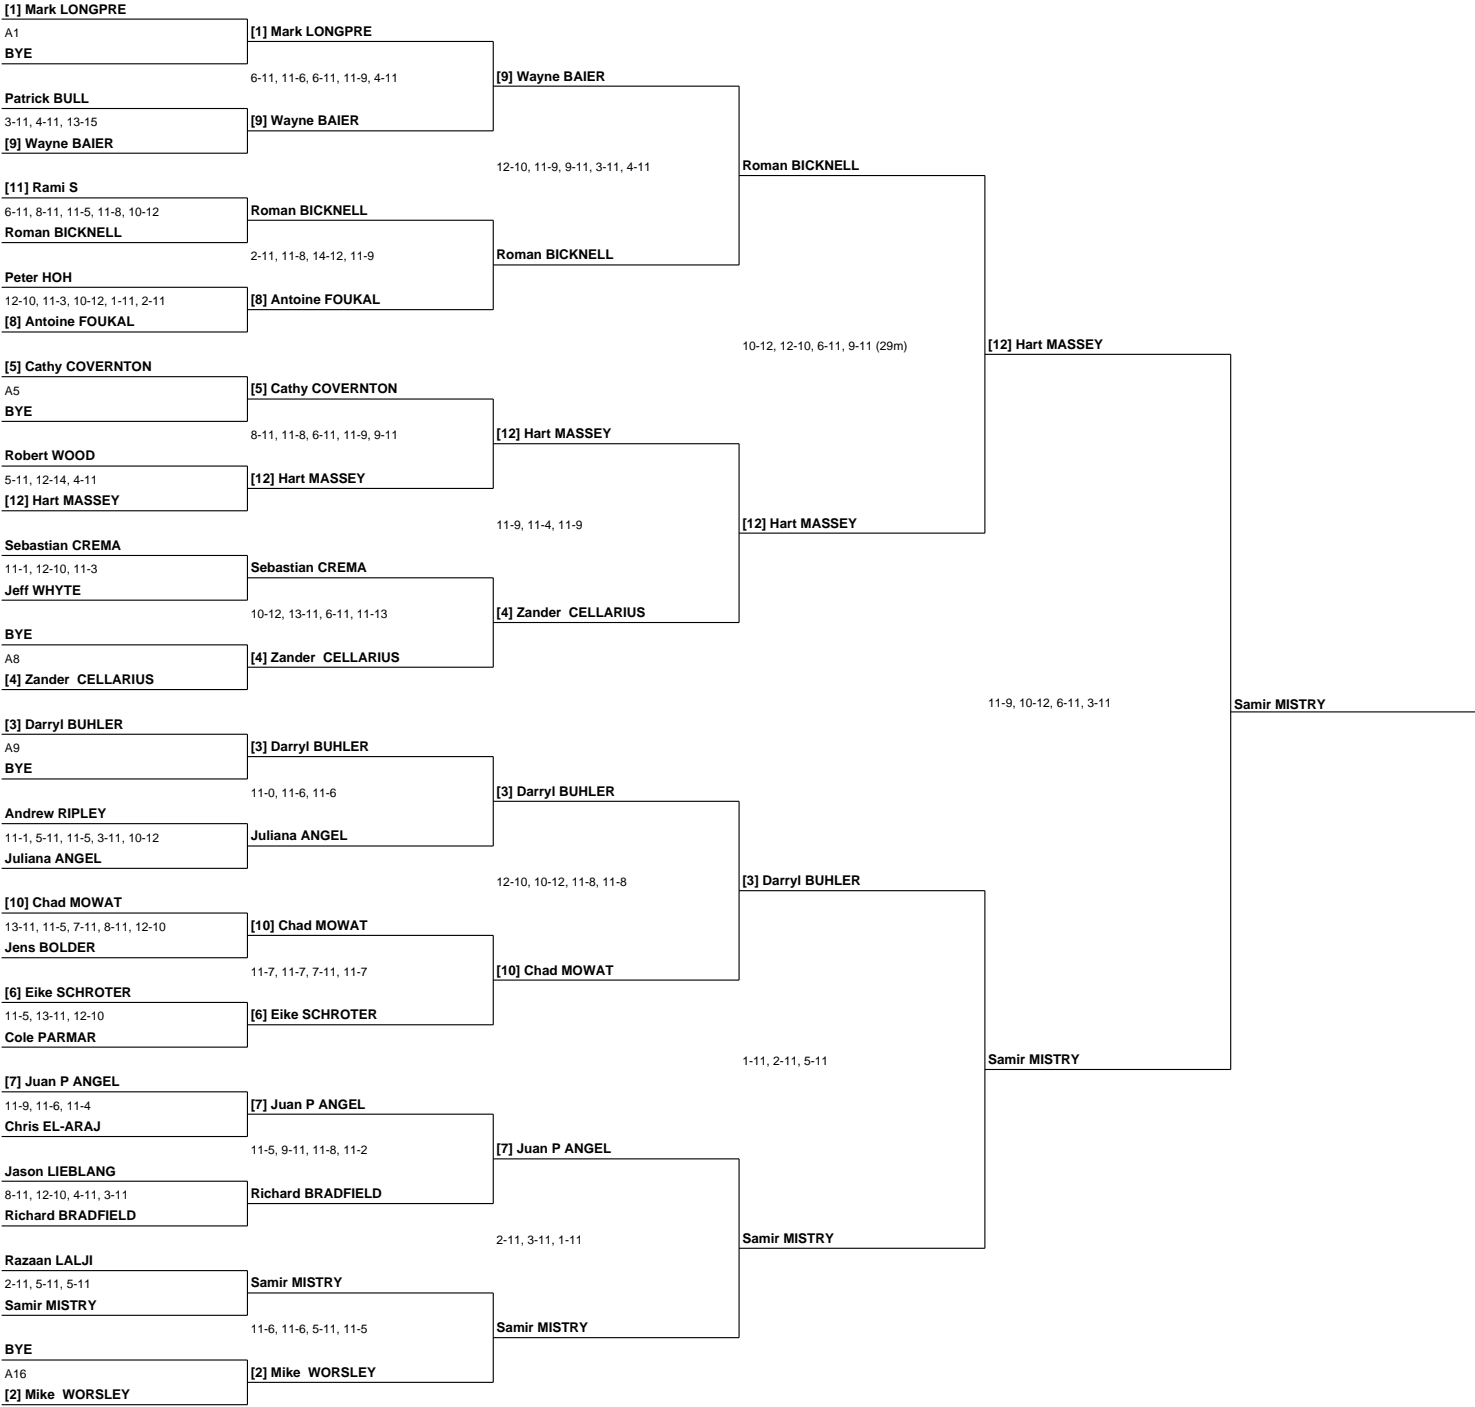 [1] Mark LONGPRE
A1
[1] Mark LONGPRE
BYE
6-11, 11-6, 6-11, 11-9, 4-11
[9] Wayne BAIER
Patrick BULL
3-11, 4-11, 13-15
[9] Wayne BAIER
[9] Wayne BAIER
12-10, 11-9, 9-11, 3-11, 4-11
Roman BICKNELL
[11] Rami S
6-11, 8-11, 11-5, 11-8, 10-12
Roman BICKNELL
Roman BICKNELL
2-11, 11-8, 14-12, 11-9
Roman BICKNELL
Peter HOH
12-10, 11-3, 10-12, 1-11, 2-11
[8] Antoine FOUKAL
[8] Antoine FOUKAL
10-12, 12-10, 6-11, 9-11 (29m)
[12] Hart MASSEY
[5] Cathy COVERNTON
A5
[5] Cathy COVERNTON
BYE
8-11, 11-8, 6-11, 11-9, 9-11
[12] Hart MASSEY
Robert WOOD
5-11, 12-14, 4-11
[12] Hart MASSEY
[12] Hart MASSEY
11-9, 11-4, 11-9
[12] Hart MASSEY
Sebastian CREMA
11-1, 12-10, 11-3
Sebastian CREMA
Jeff WHYTE
10-12, 13-11, 6-11, 11-13
[4] Zander CELLARIUS
BYE
A8
[4] Zander CELLARIUS
[4] Zander CELLARIUS
11-9, 10-12, 6-11, 3-11
Samir MISTRY
[3] Darryl BUHLER
A9
[3] Darryl BUHLER
BYE
11-0, 11-6, 11-6
[3] Darryl BUHLER
Andrew RIPLEY
11-1, 5-11, 11-5, 3-11, 10-12
Juliana ANGEL
Juliana ANGEL
12-10, 10-12, 11-8, 11-8
[3] Darryl BUHLER
[10] Chad MOWAT
13-11, 11-5, 7-11, 8-11, 12-10
[10] Chad MOWAT
Jens BOLDER
11-7, 11-7, 7-11, 11-7
[10] Chad MOWAT
[6] Eike SCHROTER
11-5, 13-11, 12-10
[6] Eike SCHROTER
Cole PARMAR
1-11, 2-11, 5-11
Samir MISTRY
[7] Juan P ANGEL
11-9, 11-6, 11-4
[7] Juan P ANGEL
Chris EL-ARAJ
11-5, 9-11, 11-8, 11-2
[7] Juan P ANGEL
Jason LIEBLANG
8-11, 12-10, 4-11, 3-11
Richard BRADFIELD
Richard BRADFIELD
2-11, 3-11, 1-11
Samir MISTRY
Razaan LALJI
2-11, 5-11, 5-11
Samir MISTRY
Samir MISTRY
11-6, 11-6, 5-11, 11-5
Samir MISTRY
BYE
A16
[2] Mike WORSLEY
[2] Mike WORSLEY